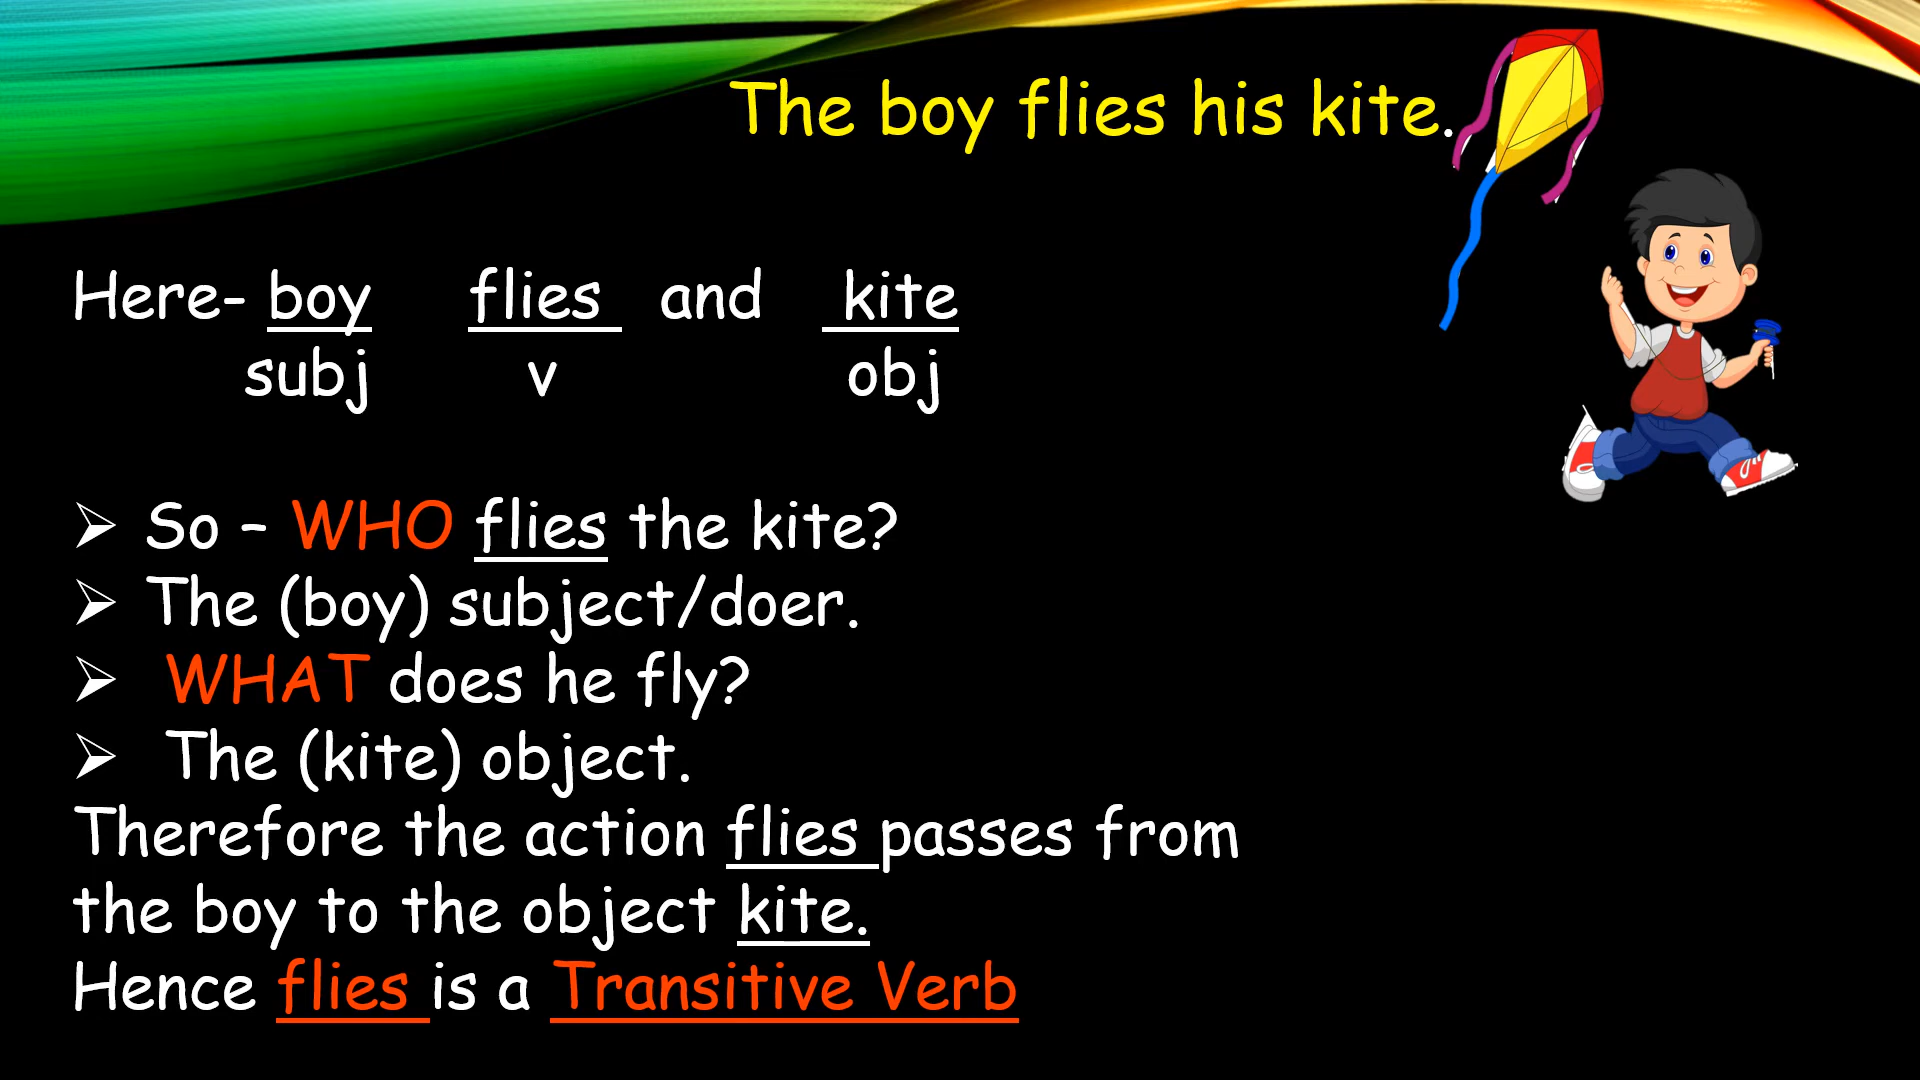 The boy flies his kite.
Here- boy flies and kite
subj v obj
➢ So – WHO flies the kite?
➢ The (boy) subject/doer.
➢ WHAT does he fly?
➢ The (kite) object.
Therefore the action flies passes from
the boy to the object kite.
Hence flies is a Transitive Verb